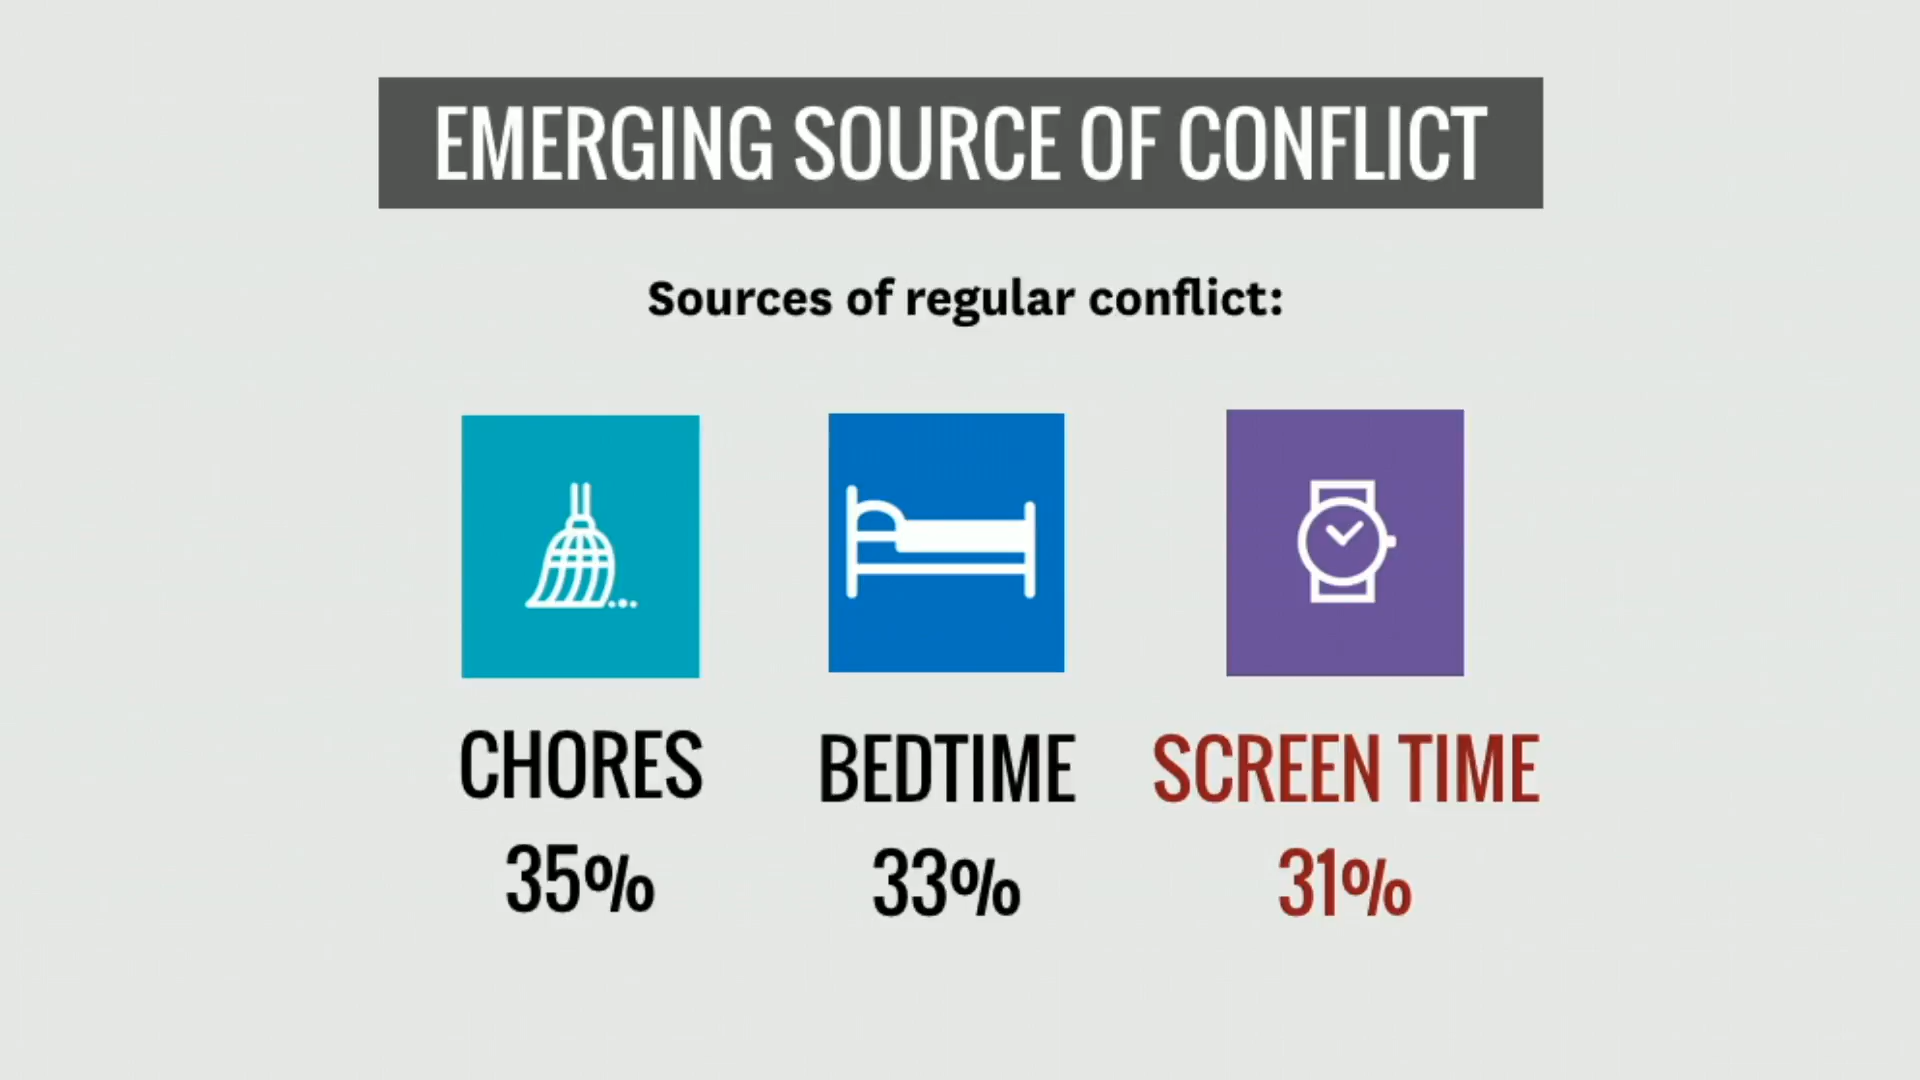 EMERGING SOURCE OF CONFLICT
Sources of regular conflict:
CHORES
BEDTIME
SCREEN TIME
35%
33%
31%